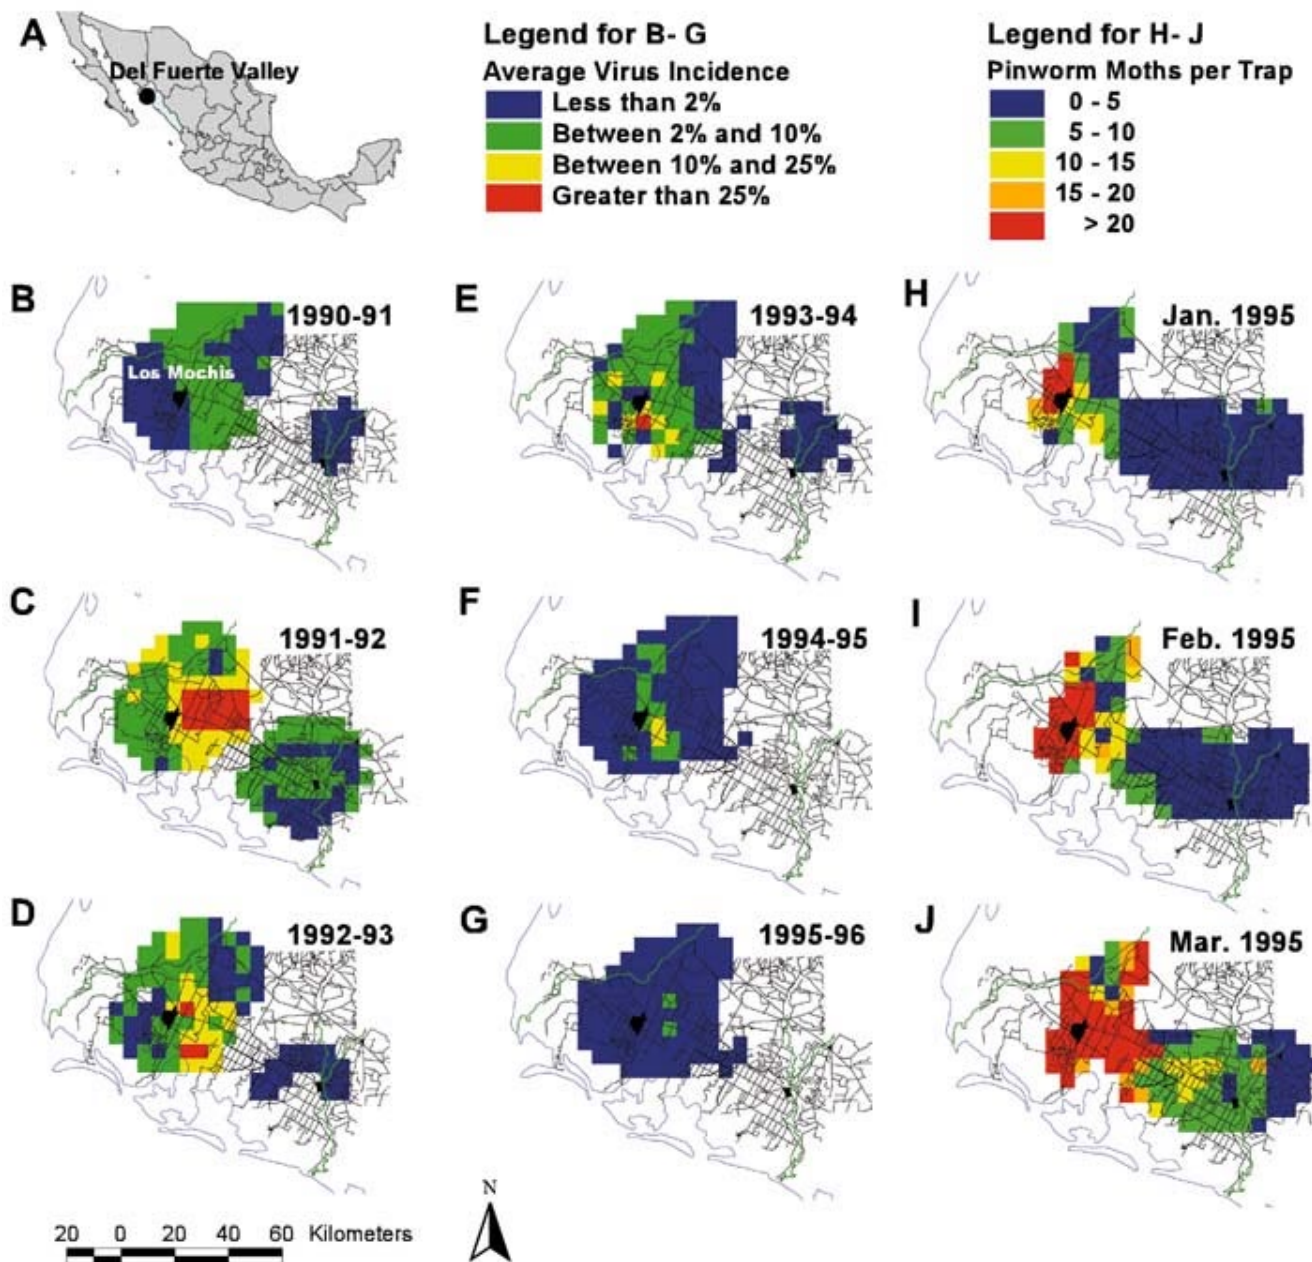 A
Del Fuerte Valley
Legend for B- G
Average Virus Incidence
Less than 2%
Between 2% and 10%
Between 10% and 25%
Greater than 25%
Legend for H- J
Pinworm Moths per Trap
0 - 5
5 - 10
10 - 15
15 - 20
> 20
B
1990-91
Los Mochis
E
1993-94
H
Jan. 1995
C
1991-92
F
1994-95
I
Feb. 1995
D
1992-93
G
1995-96
J
Mar. 1995
N
20 0 20 40 60 Kilometers